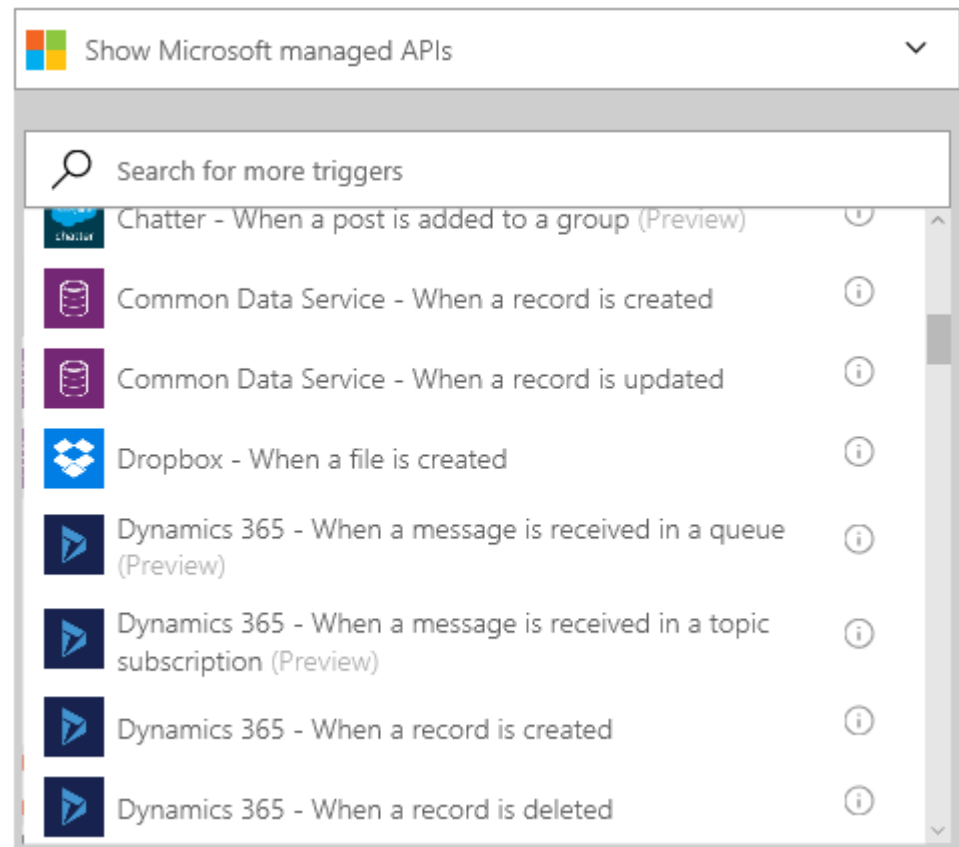 Show Microsoft managed APIs
Search for more triggers
chatter
Chatter - When a post is added to a group (Preview)
Common Data Service - When a record is created
Common Data Service - When a record is updated
Dropbox - When a file is created
Dynamics 365 - When a message is received in a queue
(Preview)
Dynamics 365 - When a message is received in a topic
subscription (Preview)
Dynamics 365 - When a record is created
Dynamics 365 - When a record is deleted